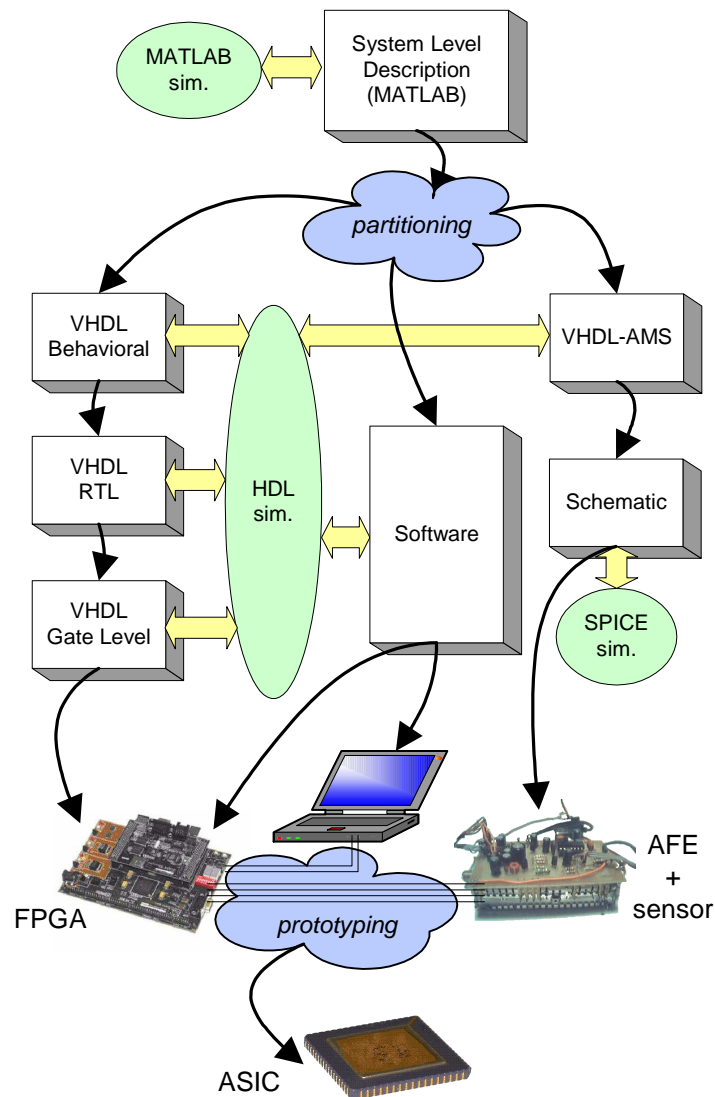 MATLAB
sim.
System Level
Description
(MATLAB)
partitioning
VHDL
Behavioral
VHDL-AMS
VHDL
RTL
HDL
sim.
Software
Schematic
VHDL
Gate Level
SPICE
sim.
FPGA
prototyping
AFE
+
sensor
ASIC